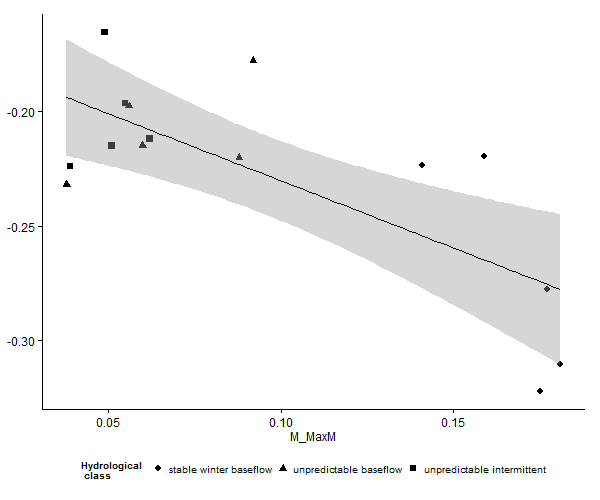 -0.20
-0.25
-0.30
0.05 0.10 0.15
M_MaxM
Hydrological
class
stable winter baseflow unpredictable baseflow unpredictable intermittent